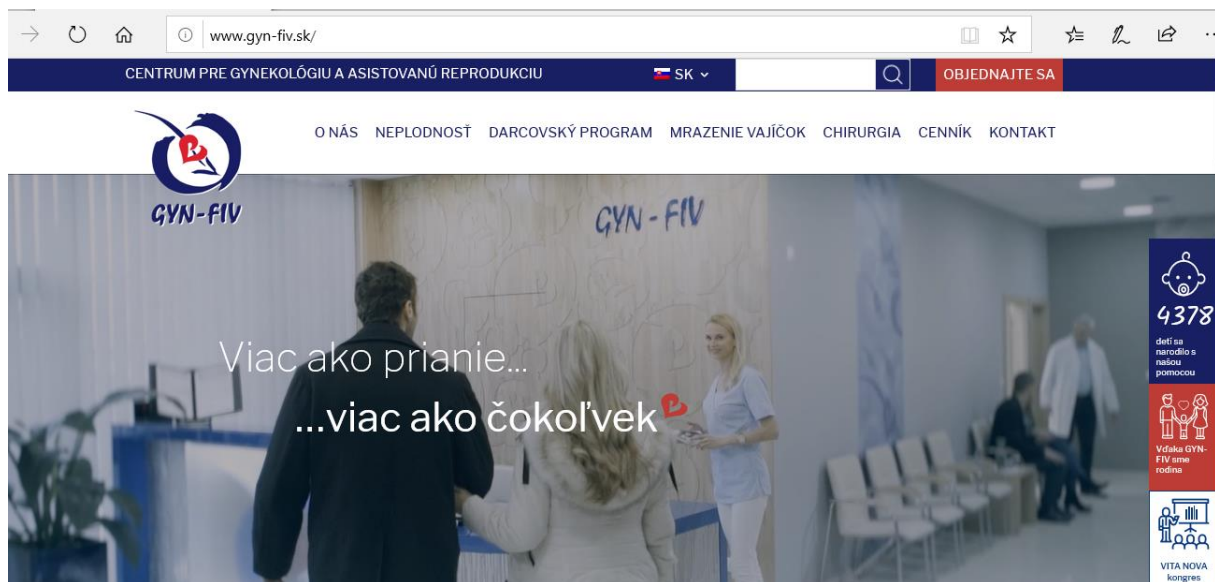 www.gyn-fiv.sk/
CENTRUM PRE GYNEKOLÓGIU A ASISTOVANÚ REPRODUKCIU
SK
OBJEDNAJTE SA
O NÁS NEPLODNOSŤ DARCOVSKÝ PROGRAM MRAZENIE VAJÍČOK CHIRURGIA CENNÍK KONTAKT
GYN-FIV
GYN-FIV
Viac ako prianie...
...viac ako čokoľvek
4378
detí sa
narodilo s
našou
pomocou
Vďaka GYN-
FIV sme
rodina
VITA NOVA
kongres